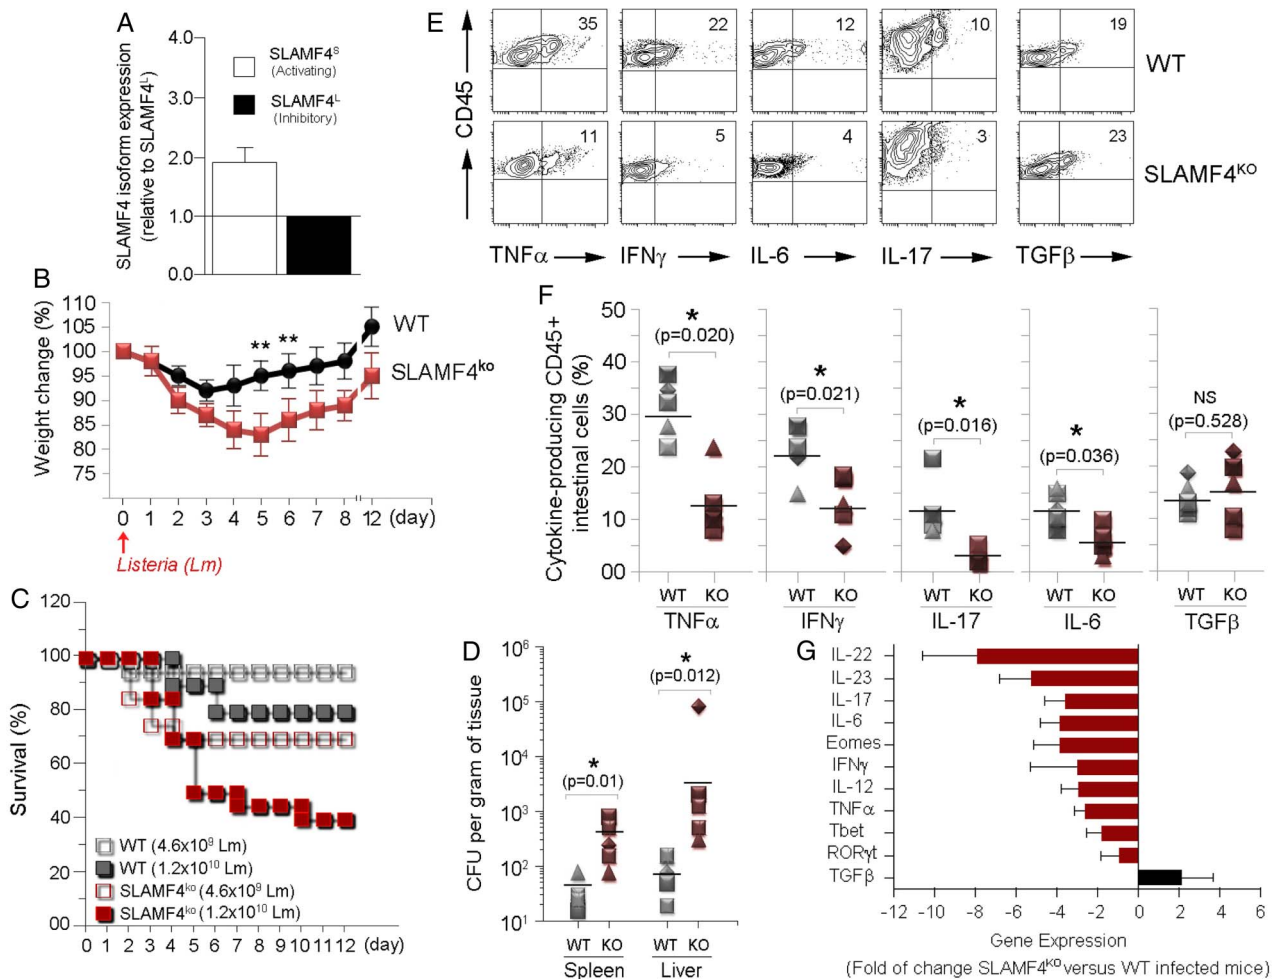 A
4.0
3.0
2.0
1.0
0.0
SLAMF4 isoform expression
(relative to SLAMF4ᴸ)
SLAMF4ˢ
(Activating)
SLAMF4ᴸ
(Inhibitory)
B
110
105
100
95
90
85
80
75
Weight change (%)
WT
SLAMF4ᵏᵒ
**
**
0 1 2 3 4 5 6 7 8 12 (day)
Listeria (Lm)
C
120
100
80
60
40
20
00
Survival (%)
WT (4.6x10⁹ Lm)
WT (1.2x10¹⁰ Lm)
SLAMF4ᵏᵒ (4.6x10⁹ Lm)
SLAMF4ᵏᵒ (1.2x10¹⁰ Lm)
0 1 2 3 4 5 6 7 8 9 10 11 12 (day)
D
10⁶
10⁵
10⁴
10³
10²
10¹
CFU per gram of tissue
*
(p=0.01)
*
(p=0.012)
WT KO WT KO
Spleen Liver
E
CD45
35 22 12 10 19
WT
11 5 4 3 23
SLAMF4ᴷᴼ
TNFα IFNγ IL-6 IL-17 TGFβ
F
50
40
30
20
10
00
Cytokine-producing CD45+
intestinal cells (%)
*
(p=0.020)
*
(p=0.021)
*
(p=0.016)
*
(p=0.036)
NS
(p=0.528)
WT KO WT KO WT KO WT KO WT KO
TNFα IFNγ IL-17 IL-6 TGFβ
G
IL-22
IL-23
IL-17
IL-6
Eomes
IFNγ
IL-12
TNFα
Tbet
RORγt
TGFβ
-12 -10 -8 -6 -4 -2 0 2 4 6
Gene Expression
(Fold of change SLAMF4ᴷᴼ versus WT infected mice)